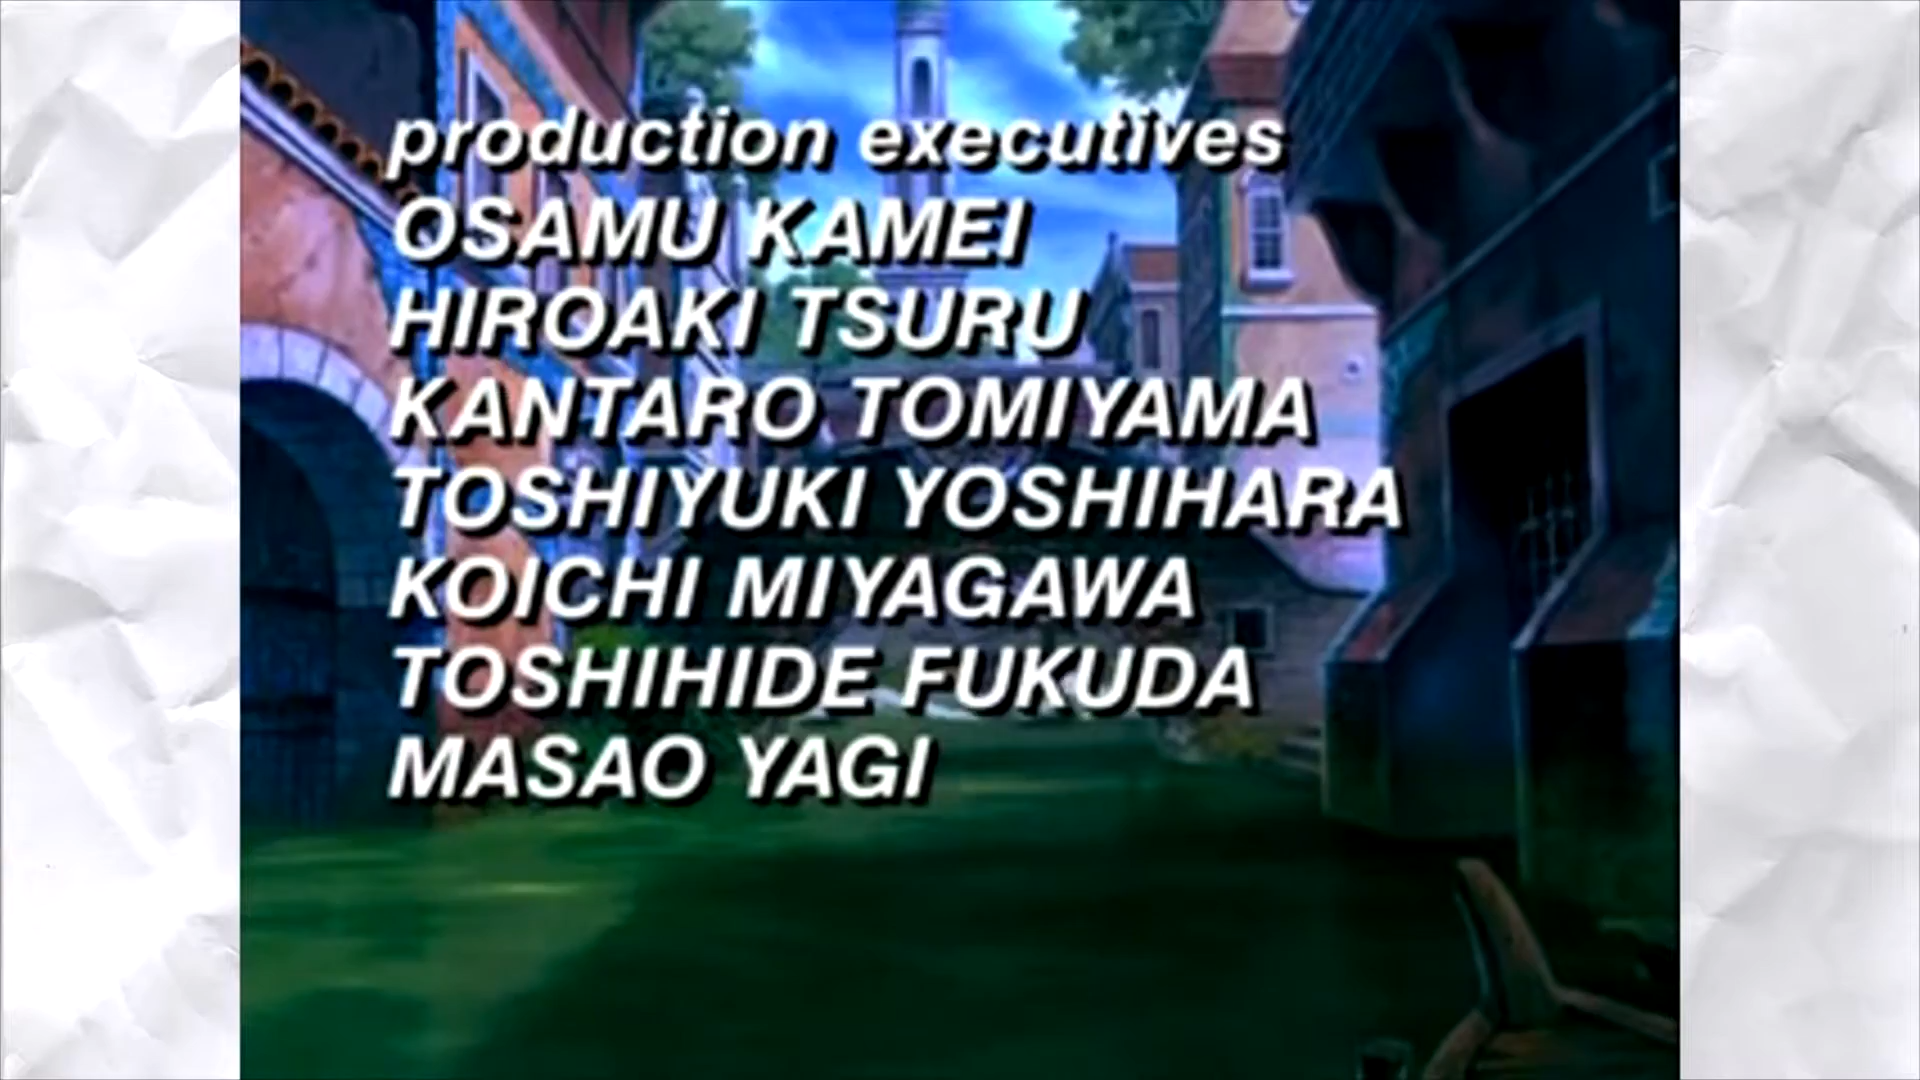 production executives
OSAMU KAMEI
HIROAKI TSURU
KANTARO TOMIYAMA
TOSHIYUKI YOSHIHARA
KOICHI MIYAGAWA
TOSHIHIDE FUKUDA
MASAO YAGI